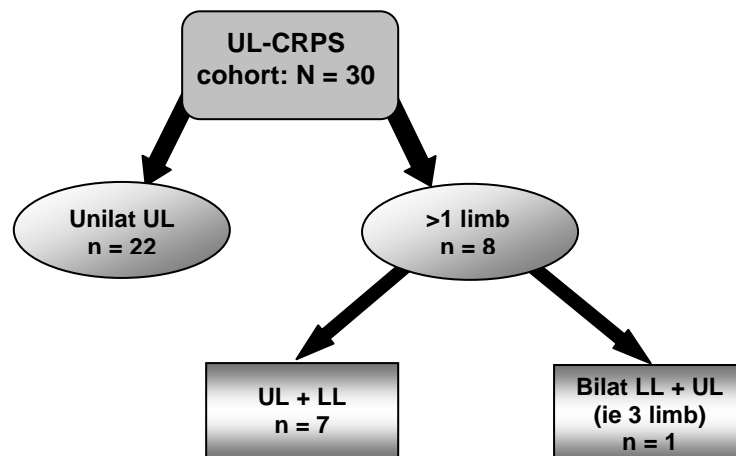 UL-CRPS
cohort: N = 30
Unilat UL
n = 22
>1 limb
n = 8
UL + LL
n = 7
Bilat LL + UL
(ie 3 limb)
n = 1